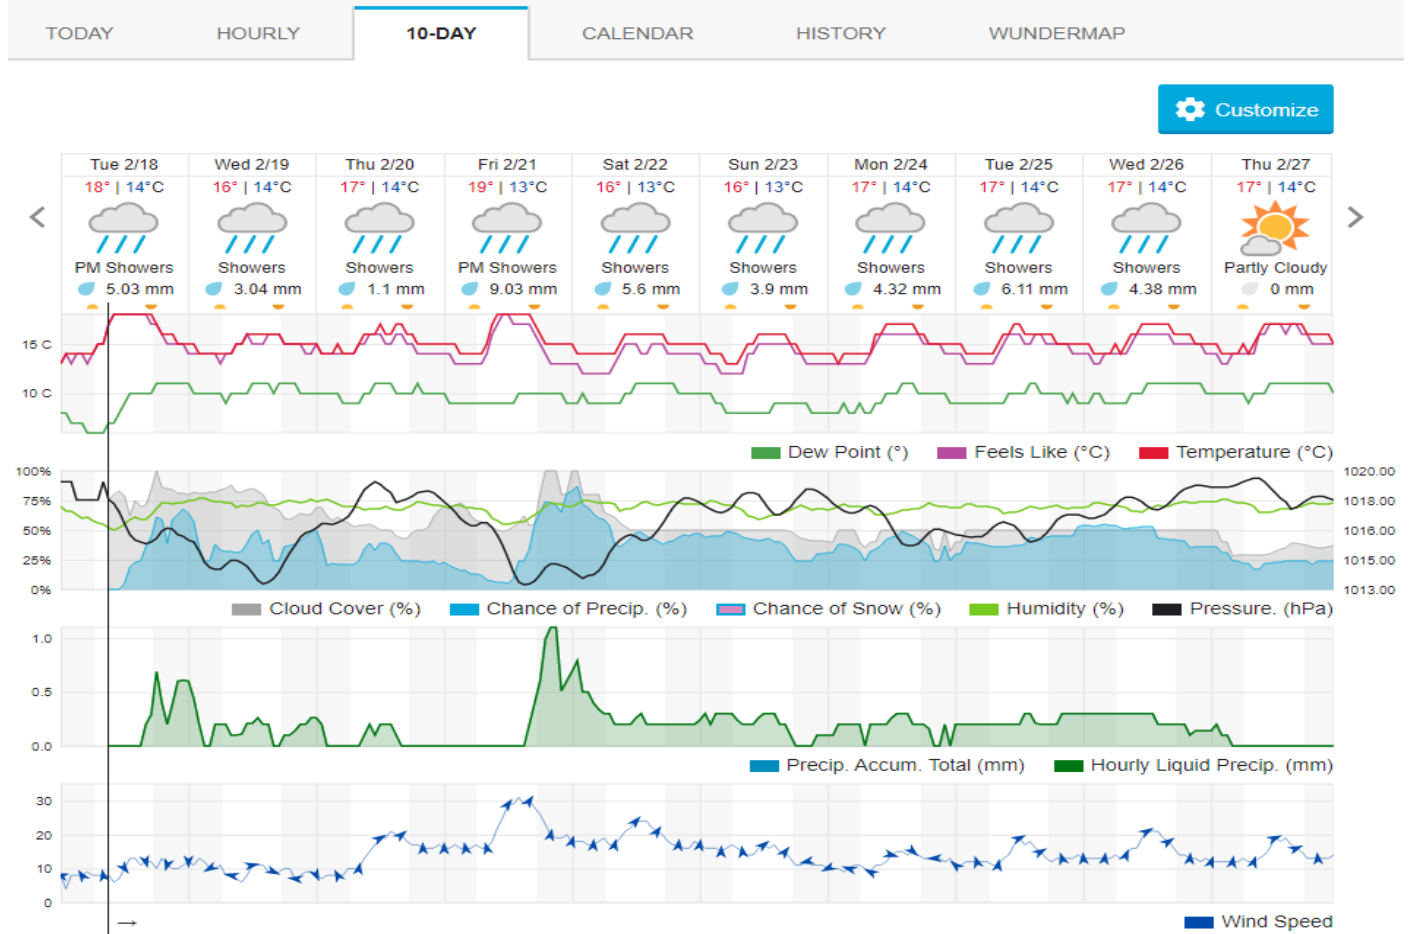 TODAY HOURLY 10-DAY CALENDAR HISTORY WUNDERMAP
Customize
Tue 2/18 Wed 2/19 Thu 2/20 Fri 2/21 Sat 2/22 Sun 2/23 Mon 2/24 Tue 2/25 Wed 2/26 Thu 2/27
18° | 14°C 16° | 14°C 17° | 14°C 19° | 13°C 16° | 13°C 16° | 13°C 17° | 14°C 17° | 14°C 17° | 14°C 17° | 14°C
PM Showers Showers Showers PM Showers Showers Showers Showers Showers Showers Partly Cloudy
5.03 mm 3.04 mm 1.1 mm 9.03 mm 5.6 mm 3.9 mm 4.32 mm 6.11 mm 4.38 mm 0 mm
15 C
10 C
Dew Point (°) Feels Like (°C) Temperature (°C)
100% 1020.00
75% 1018.00
50% 1016.00
25% 1015.00
0% 1013.00
Cloud Cover (%) Chance of Precip. (%) Chance of Snow (%) Humidity (%) Pressure. (hPa)
1.0
0.5
0.0
Precip. Accum. Total (mm) Hourly Liquid Precip. (mm)
30
20
10
0
Wind Speed